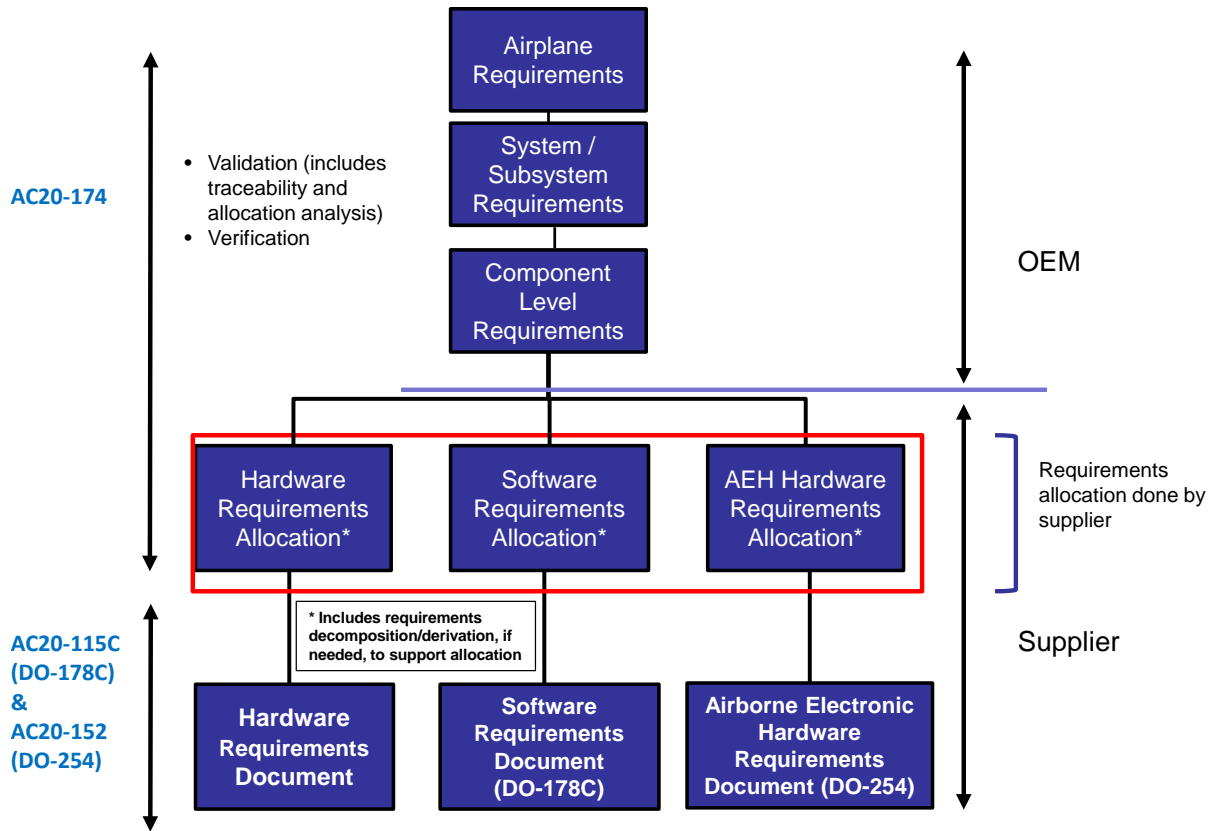 Airplane
Requirements
System /
Subsystem
Requirements
Component
Level
Requirements
AC20-174
• Validation (includes
traceability and
allocation analysis)
• Verification
OEM
Hardware
Requirements
Allocation*
Software
Requirements
Allocation*
AEH Hardware
Requirements
Allocation*
Requirements
allocation done by
supplier
* Includes requirements
decomposition/derivation, if
needed, to support allocation
AC20-115C
(DO-178C)
&
AC20-152
(DO-254)
Supplier
Hardware
Requirements
Document
Software
Requirements
Document
(DO-178C)
Airborne Electronic
Hardware
Requirements
Document (DO-254)